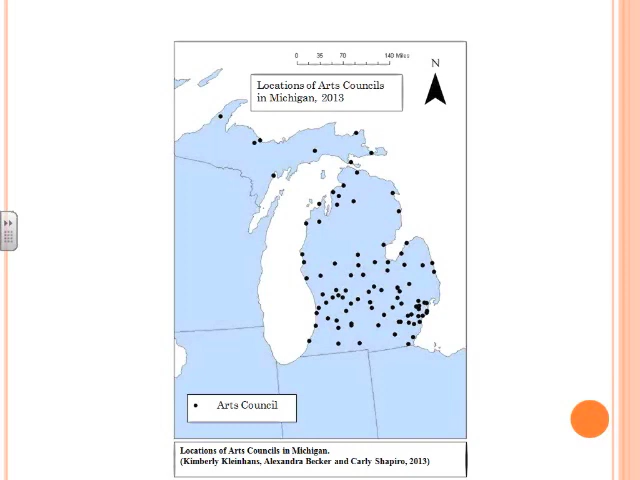 0 35 70 140 Miles
N
Locations of Arts Councils
in Michigan, 2013
Arts Council
Locations of Arts Councils in Michigan.
(Kimberly Kleinhans, Alexandra Becker and Carly Shapiro, 2013)